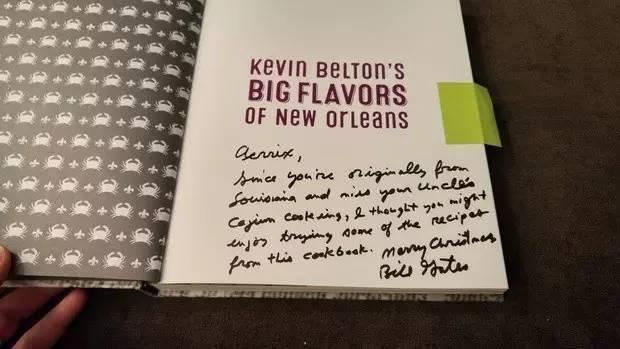 Kevin Belton's
BIG FLAVORS
OF New Orleans
Aerrix,
Since you're originally from
Louisiana and miss your Uncle's
Cajun cooking, I thought you might
enjoy trying some of the recipes
from this cookbook. Merry Christmas
Bill Gates